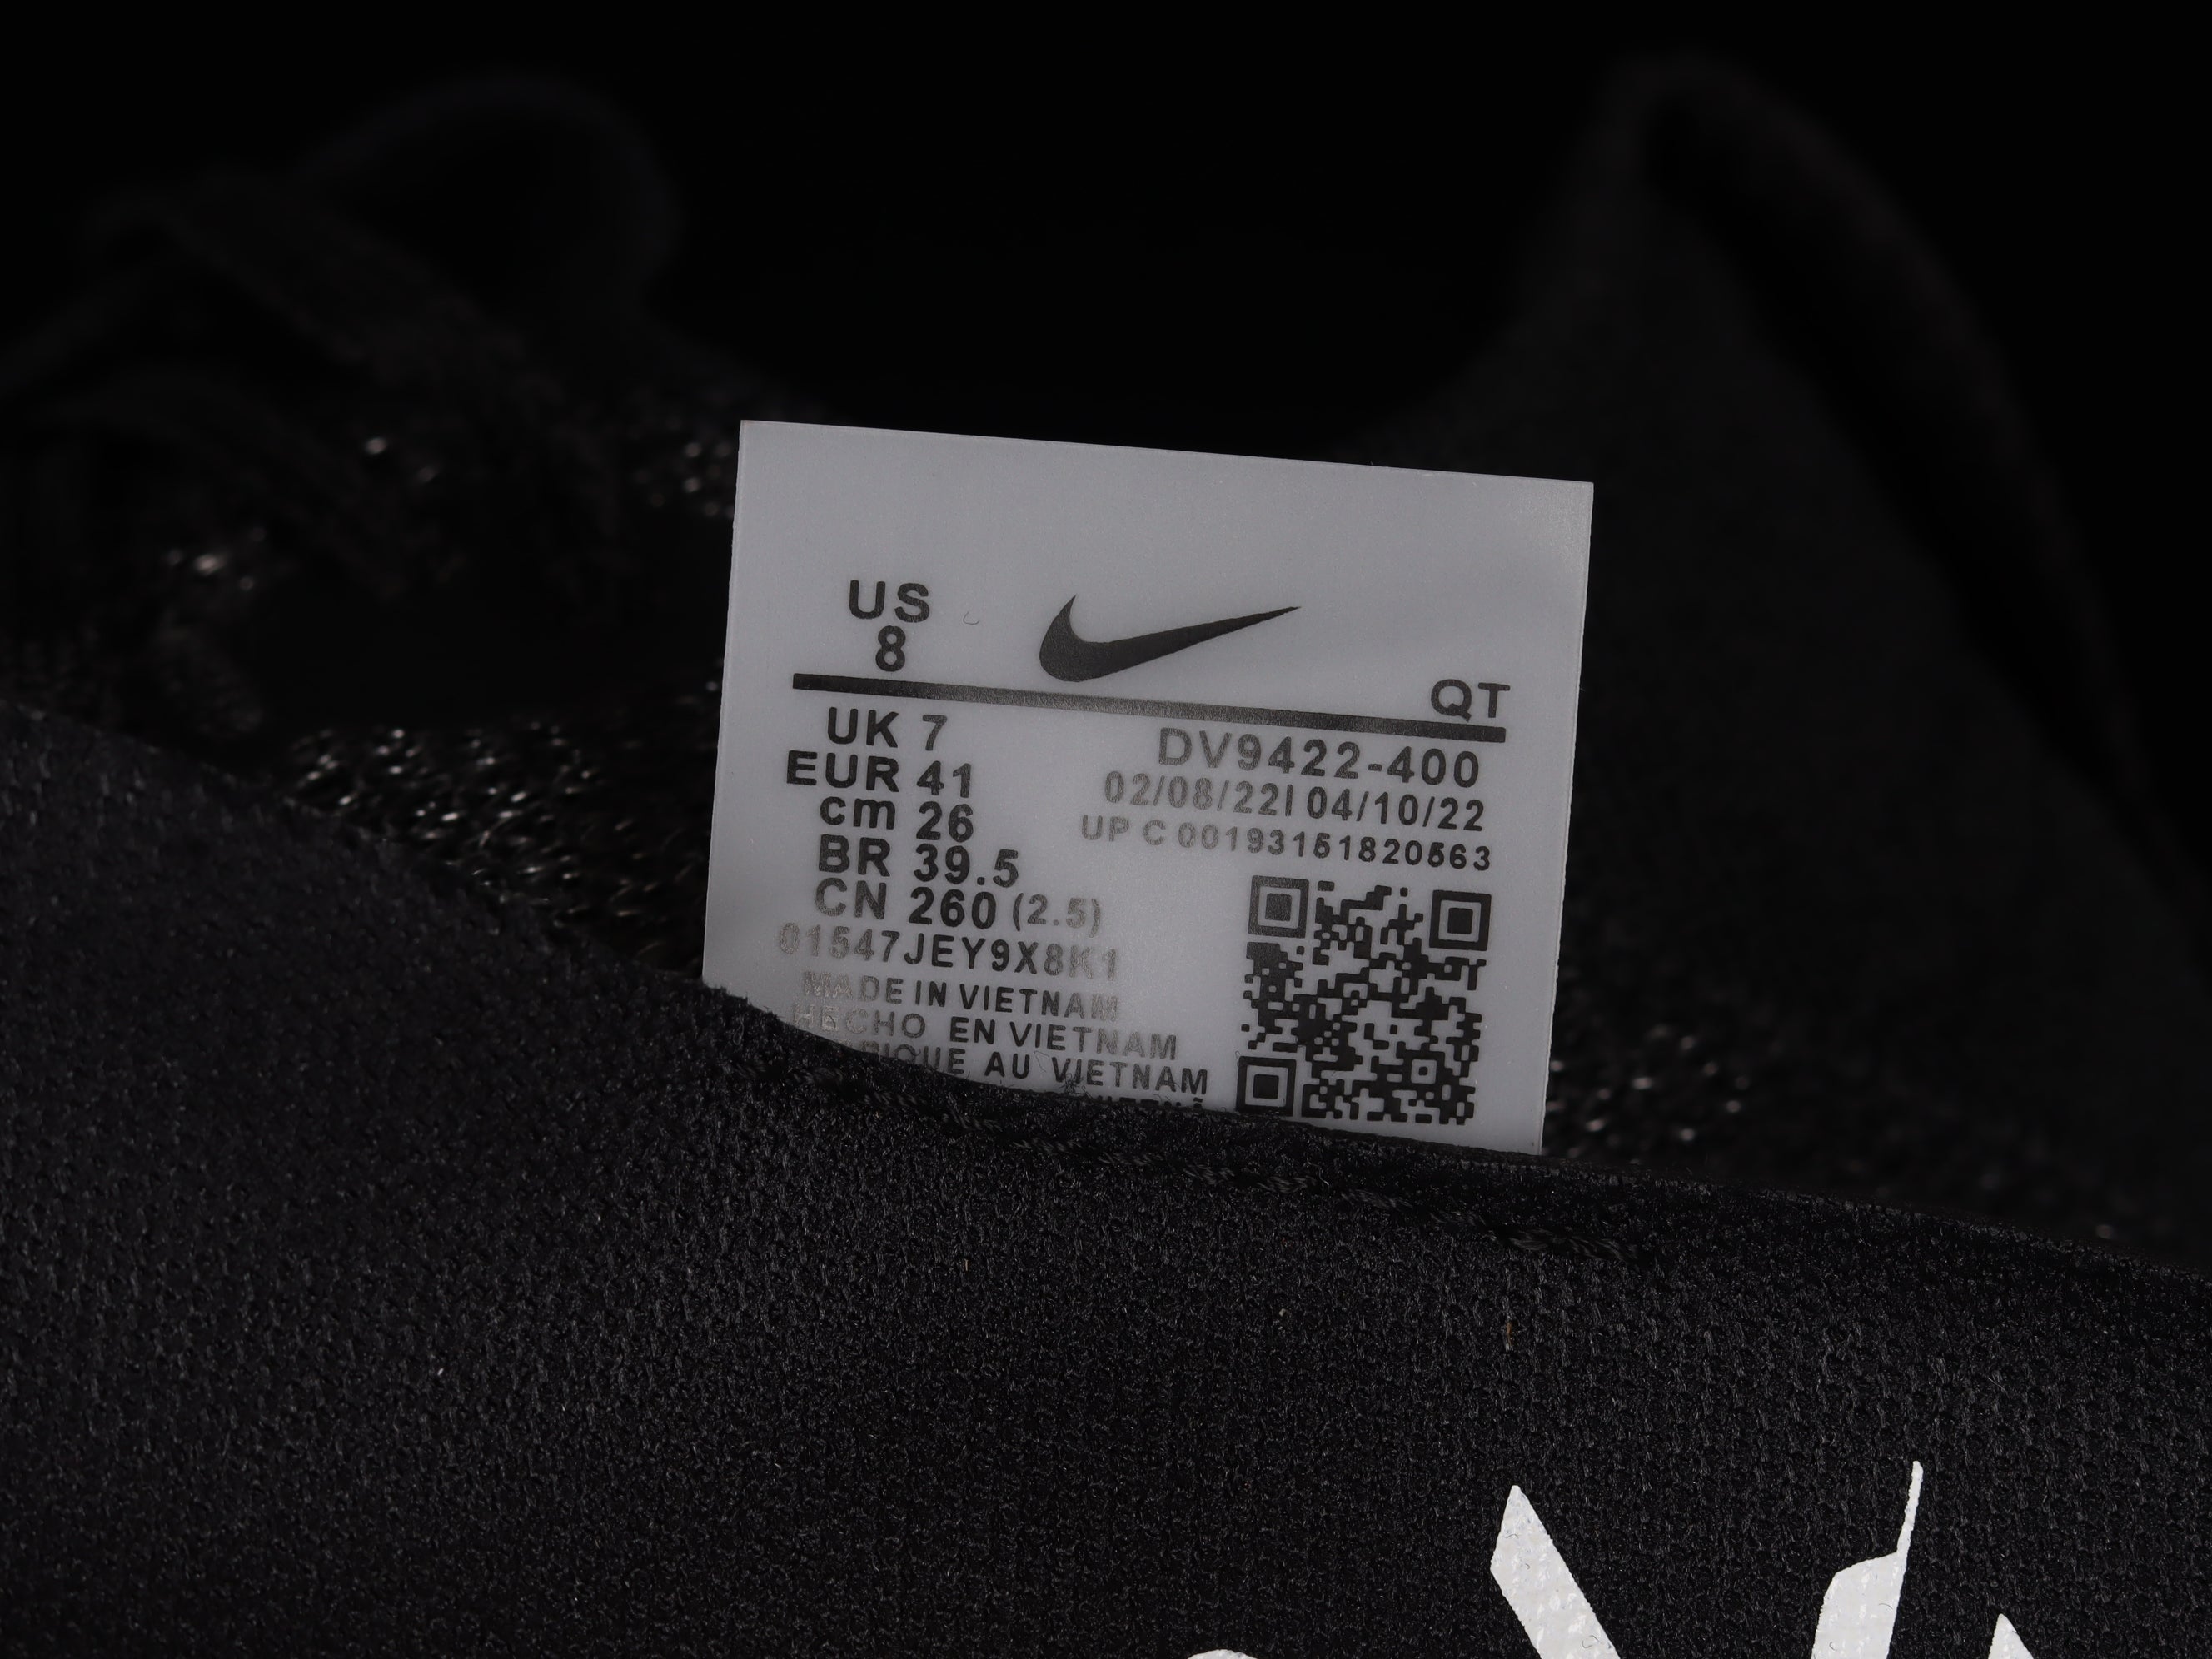 US
8
QT
UK 7
EUR 41
cm 26
BR 39.5
CN 260 (2.5)
01547JEY9X8K1
MADE IN VIETNAM
HECHO EN VIETNAM
RIQUE AU VIETNAM
DV9422-400
02/08/22| 04/10/22
UP C 00193151820563